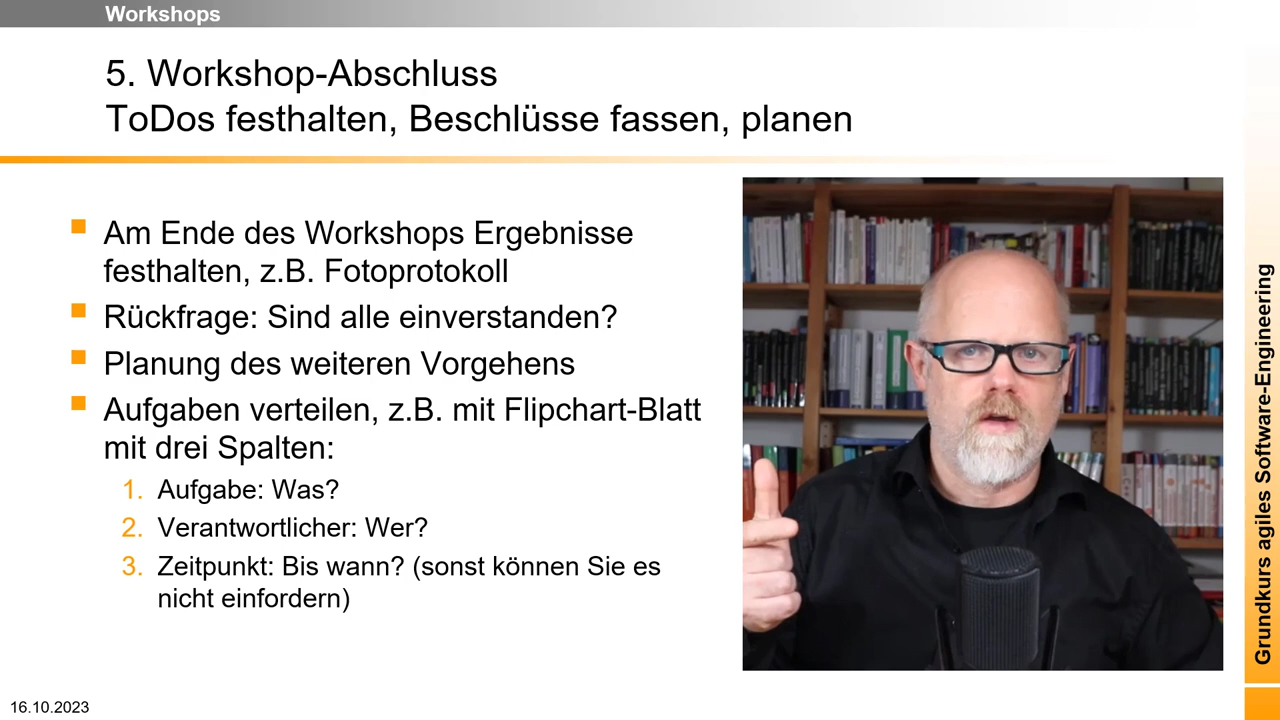 Workshops
5. Workshop-Abschluss
ToDos festhalten, Beschlüsse fassen, planen
Am Ende des Workshops Ergebnisse
festhalten, z.B. Fotoprotokoll
Rückfrage: Sind alle einverstanden?
Planung des weiteren Vorgehens
Aufgaben verteilen, z.B. mit Flipchart-Blatt
mit drei Spalten:
1. Aufgabe: Was?
2. Verantwortlicher: Wer?
3. Zeitpunkt: Bis wann? (sonst können Sie es
nicht einfordern)
Grundkurs agiles Software-Engineering
16.10.2023